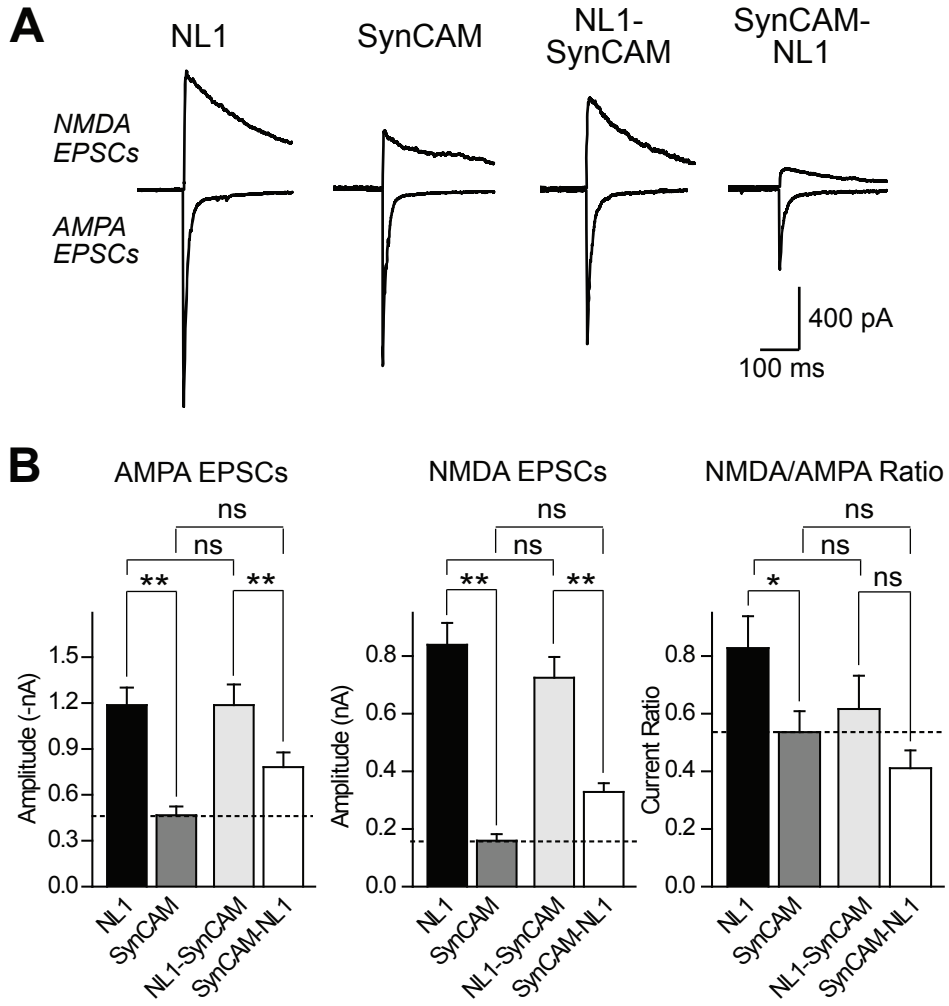 A
NL1
SynCAM
NL1-
SynCAM
SynCAM-
NL1
NMDA
EPSCs
AMPA
EPSCs
400 pA
100 ms
B
AMPA EPSCs
ns
ns
**
**
Amplitude (-nA)
1.5
1.2
0.9
0.6
0.3
0.0
NL1
SynCAM
NL1-SynCAM
SynCAM-NL1
NMDA EPSCs
ns
ns
**
**
Amplitude (nA)
0.8
0.6
0.4
0.2
0.0
NL1
SynCAM
NL1-SynCAM
SynCAM-NL1
NMDA/AMPA Ratio
ns
ns
*
ns
Current Ratio
0.8
0.6
0.4
0.2
0.0
NL1
SynCAM
NL1-SynCAM
SynCAM-NL1